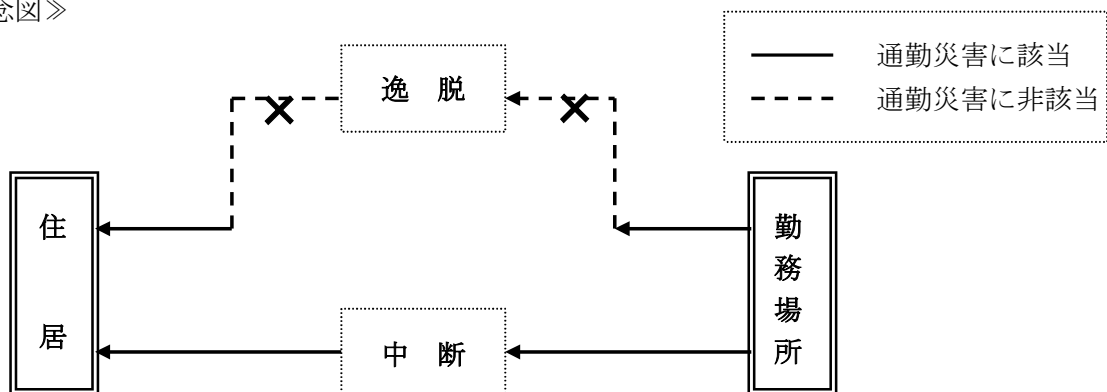 念図≫
通勤災害に該当
通勤災害に非該当
逸 脱
住居
勤務場所
中 断